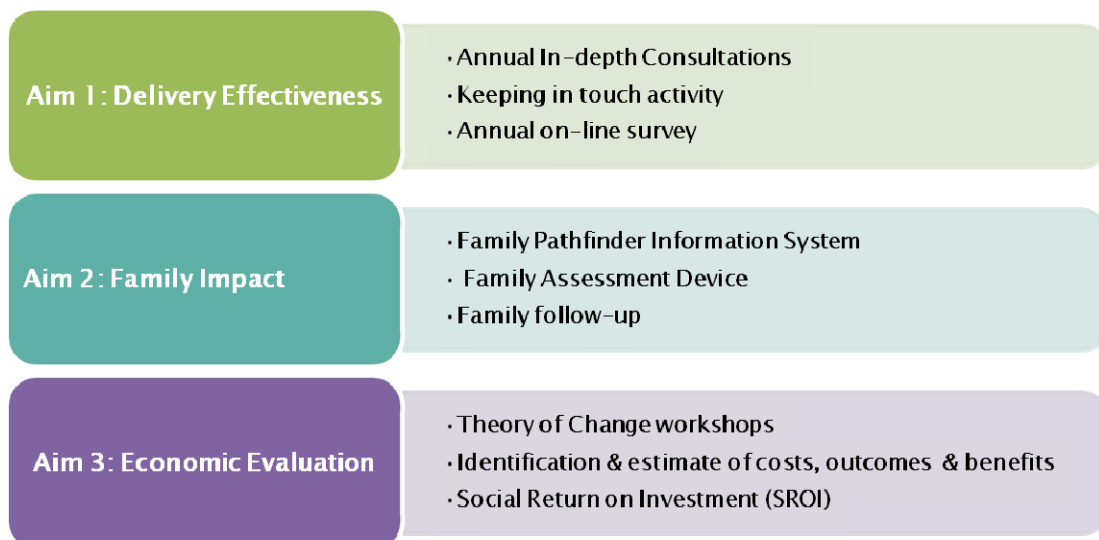 Aim 1: Delivery Effectiveness
· Annual In-depth Consultations
· Keeping in touch activity
· Annual on-line survey
Aim 2: Family Impact
· Family Pathfinder Information System
· Family Assessment Device
· Family follow-up
Aim 3: Economic Evaluation
· Theory of Change workshops
· Identification & estimate of costs, outcomes & benefits
· Social Return on Investment (SROI)